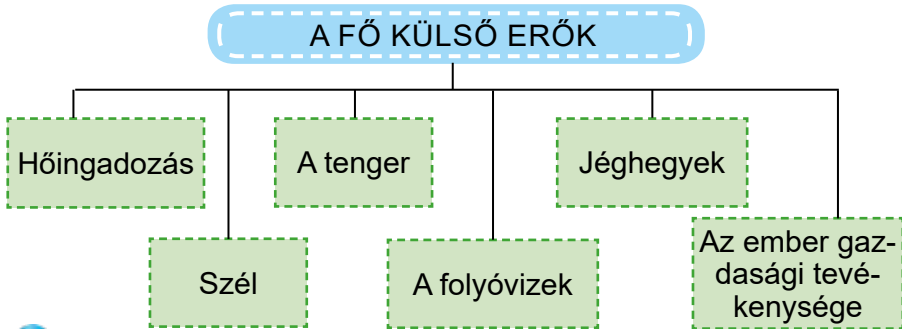 A FŐ KÜLSŐ ERŐK
Hőingadozás
A tenger
Jéghegyek
Szél
A folyóvizek
Az ember gaz-
dasági tevé-
kenysége